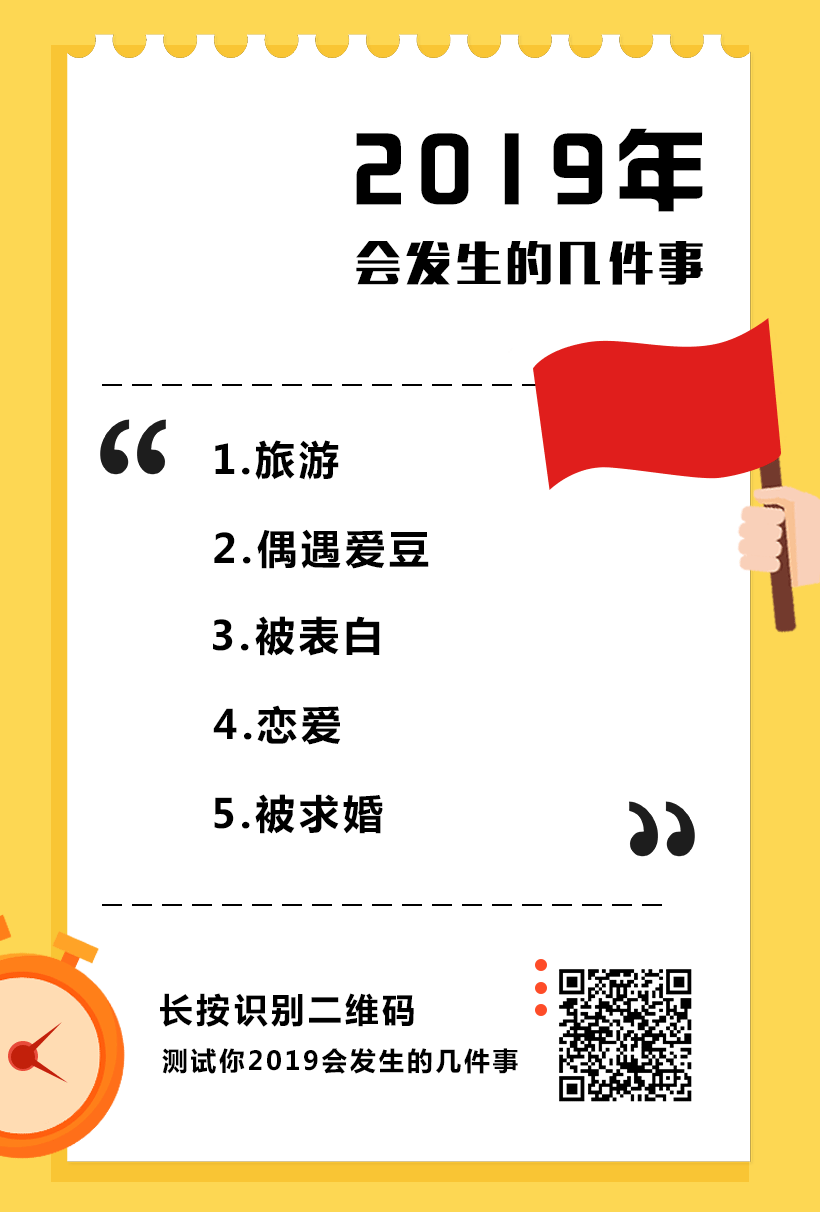 2019年
会发生的几件事
“
1.旅游
2.偶遇爱豆
3.被表白
4.恋爱
5.被求婚
”
长按识别二维码
测试你2019会发生的几件事